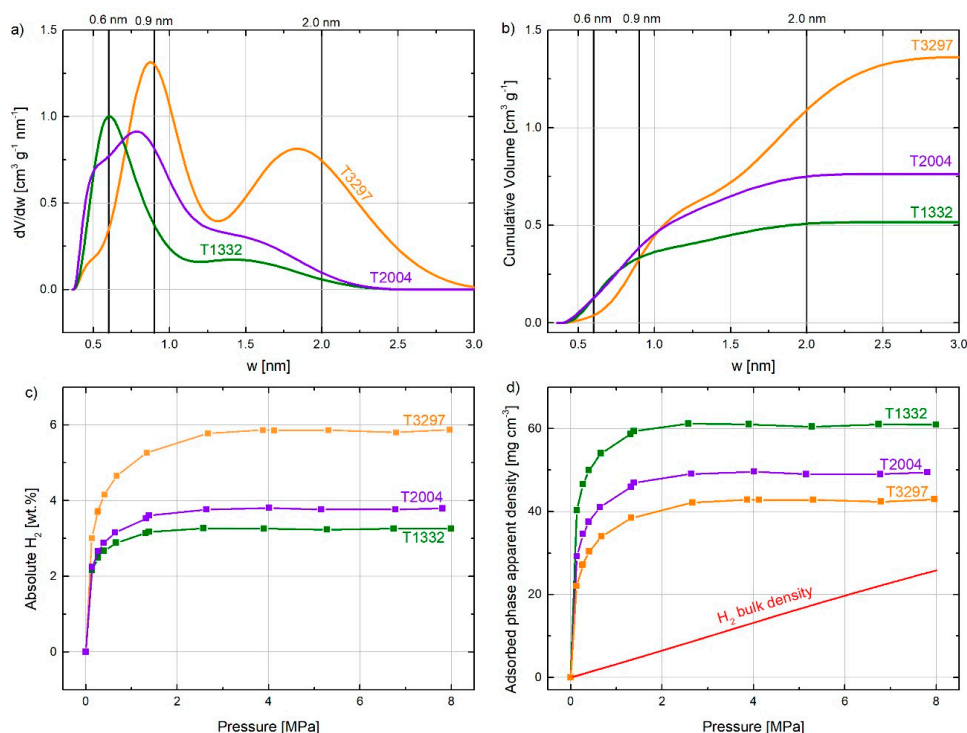 0.6 nm
0.9 nm
2.0 nm
a)
1.5
1.0
0.5
0.0
dV/dw [cm³ g⁻¹ nm⁻¹]
T3297
T1332
T2004
0.5 1.0 1.5 2.0 2.5 3.0
w [nm]
0.6 nm
0.9 nm
2.0 nm
b)
1.5
1.0
0.5
0.0
Cumulative Volume [cm³ g⁻¹]
T3297
T2004
T1332
0.5 1.0 1.5 2.0 2.5 3.0
w [nm]
c)
6
4
2
0
Absolute H₂ [wt.%]
T3297
T2004
T1332
0 2 4 6 8
Pressure [MPa]
d)
60
40
20
0
Adsorbed phase apparent density [mg cm⁻³]
T1332
T2004
T3297
H₂ bulk density
0 2 4 6 8
Pressure [MPa]